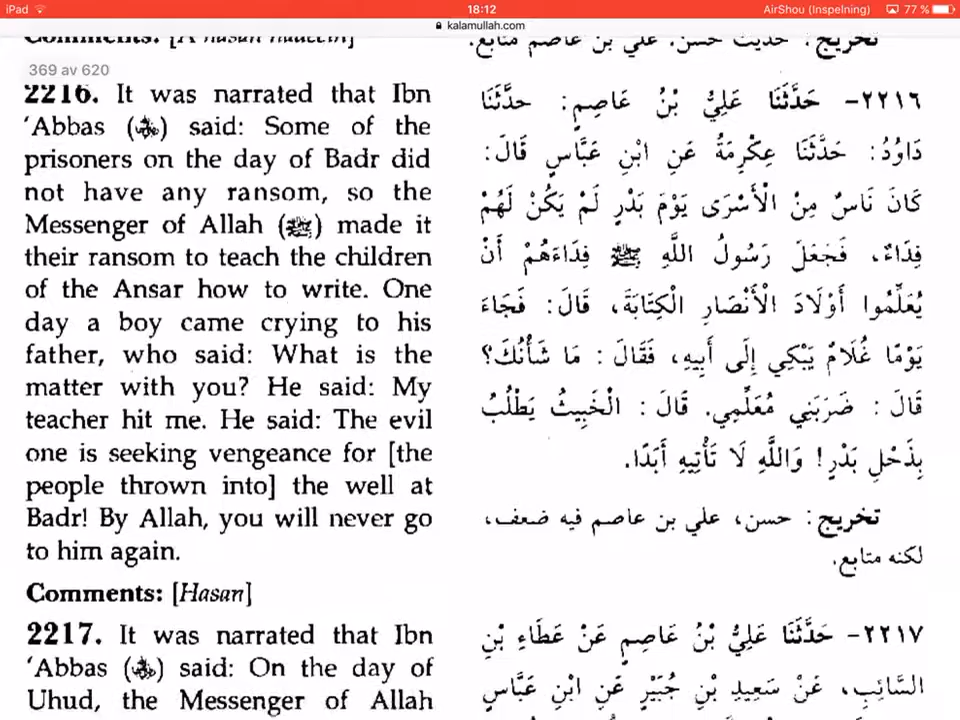 iPad
18:12
AirShou (Inspelning)
77 %
kalamullah.com
369 av 620
2216. It was narrated that Ibn
‘Abbas (رضي الله عنه) said: Some of the
prisoners on the day of Badr did
not have any ransom, so the
Messenger of Allah (ﷺ) made it
their ransom to teach the children
of the Ansar how to write. One
day a boy came crying to his
father, who said: What is the
matter with you? He said: My
teacher hit me. He said: The evil
one is seeking vengeance for [the
people thrown into] the well at
Badr! By Allah, you will never go
to him again.
Comments: [Hasan]
2217. It was narrated that Ibn
‘Abbas (رضي الله عنه) said: On the day of
Uhud, the Messenger of Allah
تخريج: حديث حسن. علي بن عاصم متابع.
٢٢١٦- حَدَّثَنَا عَلِيُّ بْنُ عَاصِمٍ: حَدَّثَنَا
دَاوُدُ: حَدَّثَنَا عِكْرِمَةُ عَنِ ابْنِ عَبَّاسٍ قَالَ:
كَانَ نَاسٌ مِنْ الْأَسْرَى يَوْمَ بَدْرٍ لَمْ يَكُنْ لَهُمْ
فِدَاءٌ، فَجَعَلَ رَسُولُ اللَّهِ ﷺ فِدَاءَهُمْ أَنْ
يُعَلِّمُوا أَوْلَادَ الْأَنْصَارِ الْكِتَابَةَ، قَالَ: فَجَاءَ
يَوْمًا غُلَامٌ يَبْكِي إِلَى أَبِيهِ، فَقَالَ: مَا شَأْنُكَ؟
قَالَ: ضَرَبَنِي مُعَلِّمِي. قَالَ: الْخَبِيثُ يَطْلُبُ
بِذَحْلِ بَدْرٍ! وَاللَّهِ لَا تَأْتِيهِ أَبَدًا.
تخريج: حسن، علي بن عاصم فيه ضعف،
لكنه متابع.
٢٢١٧- حَدَّثَنَا عَلِيُّ بْنُ عَاصِمٍ عَنْ عَطَاءِ بْنِ
السَّائِبِ، عَنْ سَعِيدِ بْنِ جُبَيْرٍ عَنِ ابْنِ عَبَّاسٍ